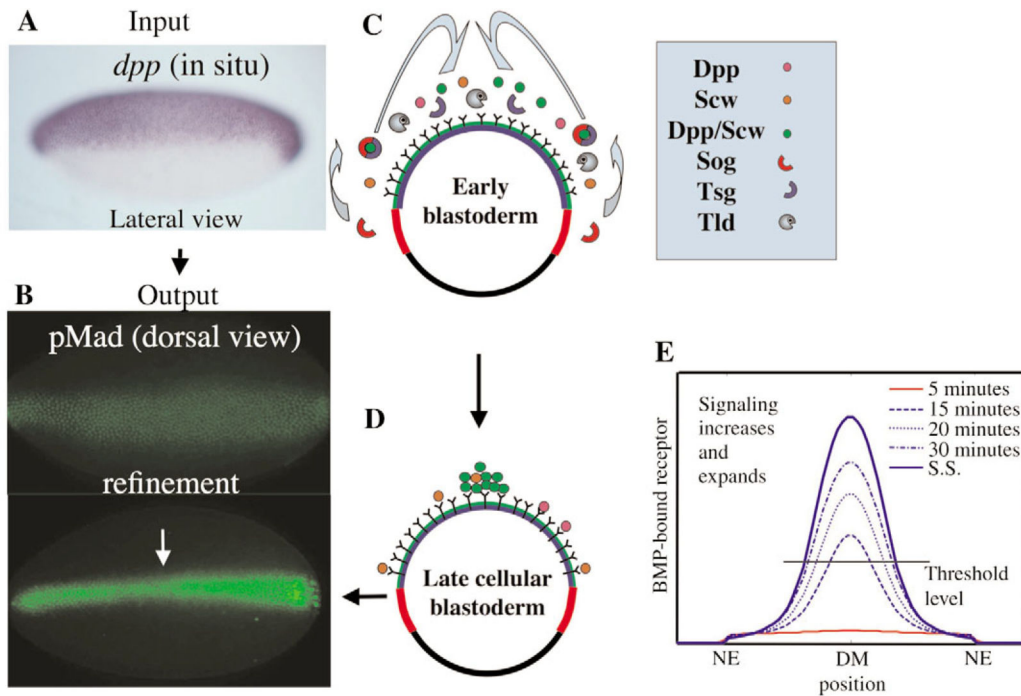 A
Input
dpp (in situ)
Lateral view
B
Output
pMad (dorsal view)
refinement
C
Early
blastoderm
Dpp
Scw
Dpp/Scw
Sog
Tsg
Tld
D
Late cellular
blastoderm
E
BMP-bound receptor
Signaling
increases
and
expands
5 minutes
15 minutes
20 minutes
30 minutes
S.S.
Threshold
level
NE
DM
NE
position